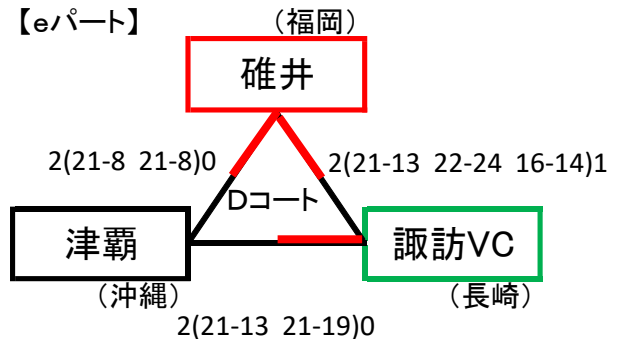 【eパート】
（福岡）
碓井
2(21-8 21-8)0
2(21-13 22-24 16-14)1
Dコート
津覇
諏訪VC
（沖縄）
（長崎）
2(21-13 21-19)0